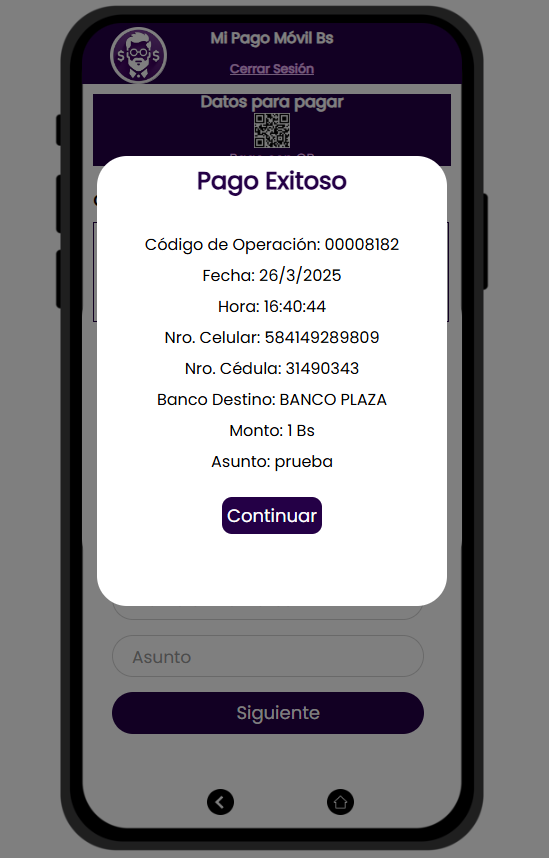 Mi Pago Móvil Bs
Cerrar Sesión
Datos para pagar
Pago Exitoso
Código de Operación: 00008182
Fecha: 26/3/2025
Hora: 16:40:44
Nro. Celular: 584149289809
Nro. Cédula: 31490343
Banco Destino: BANCO PLAZA
Monto: 1 Bs
Asunto: prueba
Continuar
Asunto
Siguiente